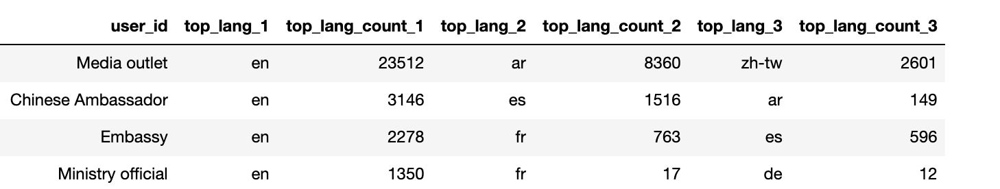 user_id top_lang_1 top_lang_count_1 top_lang_2 top_lang_count_2 top_lang_3 top_lang_count_3
Media outlet en 23512 ar 8360 zh-tw 2601
Chinese Ambassador en 3146 es 1516 ar 149
Embassy en 2278 fr 763 es 596
Ministry official en 1350 fr 17 de 12